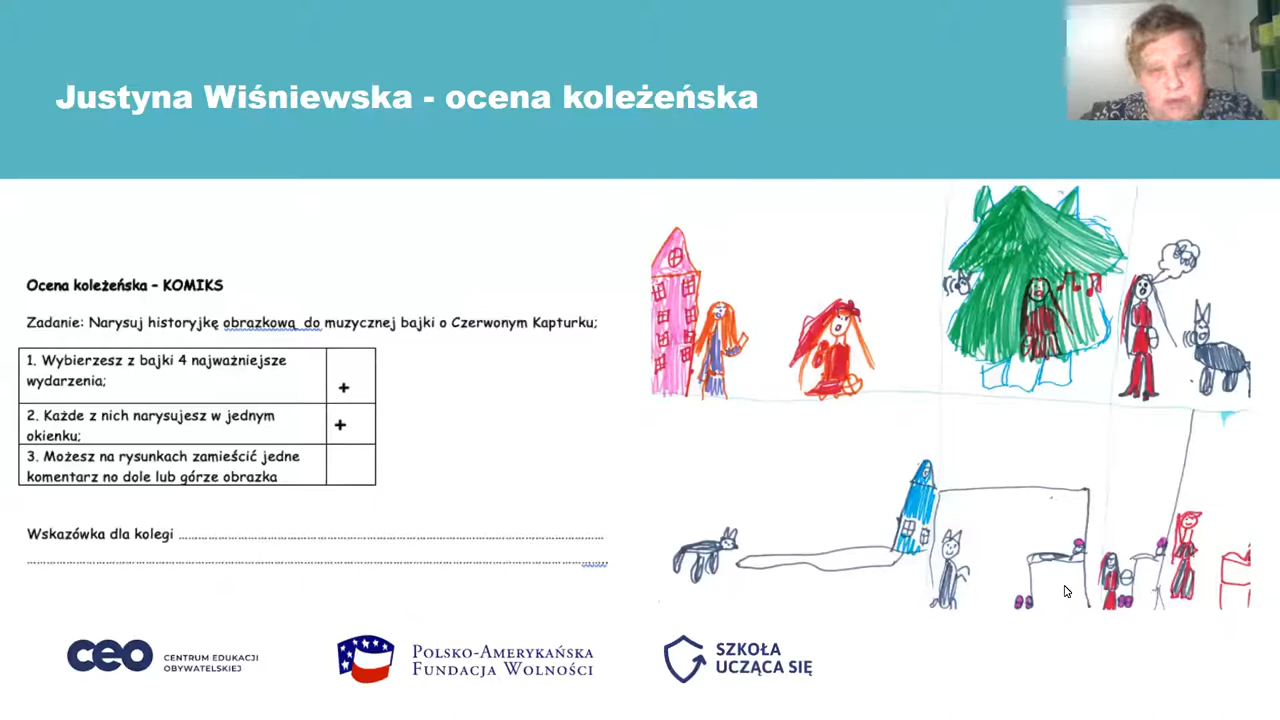 Justyna Wiśniewska - ocena koleżeńska
Ocena koleżeńska – KOMIKS
Zadanie: Narysuj historyjkę obrazkową do muzycznej bajki o Czerwonym Kapturku;
1. Wybierzesz z bajki 4 najważniejsze
wydarzenia;
+
2. Każde z nich narysujesz w jednym
okienku;
+
3. Możesz na rysunkach zamieścić jedne
komentarz no dole lub górze obrazka
Wskazówka dla kolegi
ceo
CENTRUM EDUKACJI
OBYWATELSKIEJ
POLSKO-AMERYKAŃSKA
FUNDACJA WOLNOŚCI
SZKOŁA
UCZĄCA SIĘ